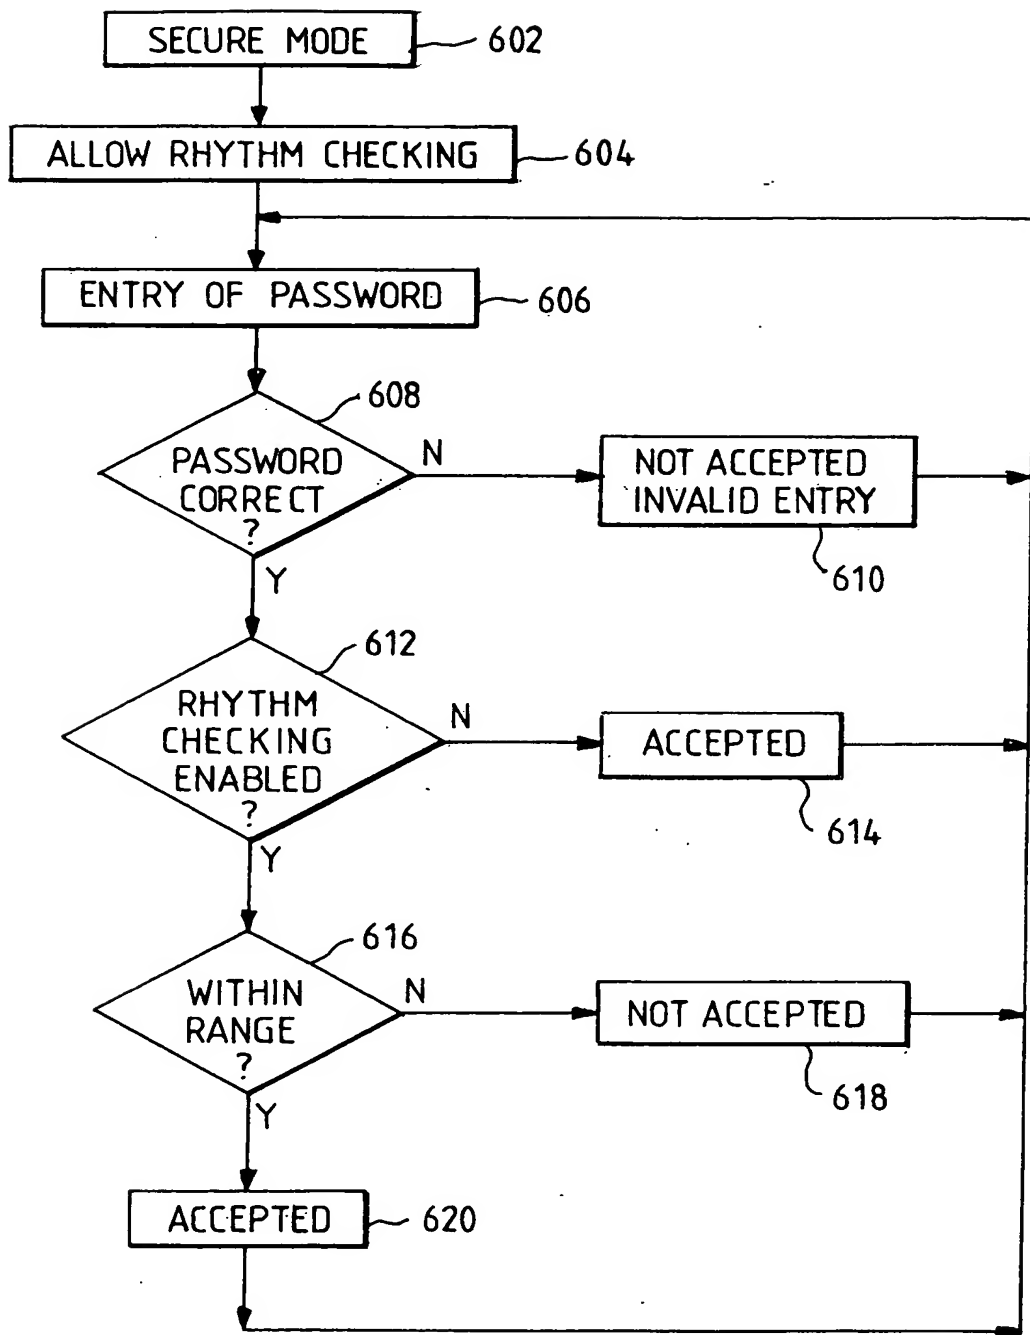 SECURE MODE
602
ALLOW RHYTHM CHECKING
604
ENTRY OF PASSWORD
606
608
PASSWORD
CORRECT
?
N
NOT ACCEPTED
INVALID ENTRY
610
Y
612
RHYTHM
CHECKING
ENABLED
?
N
ACCEPTED
614
Y
616
WITHIN
RANGE
?
N
NOT ACCEPTED
618
Y
ACCEPTED
620